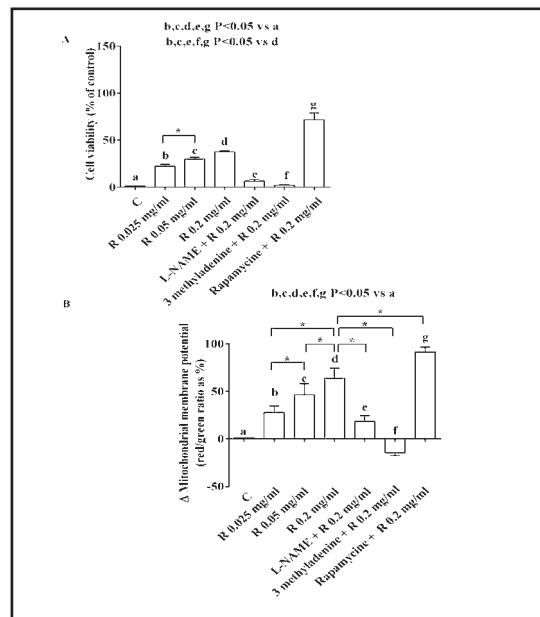 b,c,d,e,g P<0.05 vs a
A
b,c,e,f,g P<0.05 vs d
Cell viability (% of control)
150
100
50
0
a
b
*
c
d
e
f
g
C
R 0.025 mg/ml
R 0.05 mg/ml
R 0.2 mg/ml
L-NAME + R 0.2 mg/ml
3 methyladenine + R 0.2 mg/ml
Rapamycine + R 0.2 mg/ml
B
b,c,d,e,f,g P<0.05 vs a
Δ Mitochondrial membrane potential
(red/green ratio as %)
100
50
0
-50
*
*
*
*
*
*
a
b
c
d
e
f
g
C
R 0.025 mg/ml
R 0.05 mg/ml
R 0.2 mg/ml
L-NAME + R 0.2 mg/ml
3 methyladenine + R 0.2 mg/ml
Rapamycine + R 0.2 mg/ml